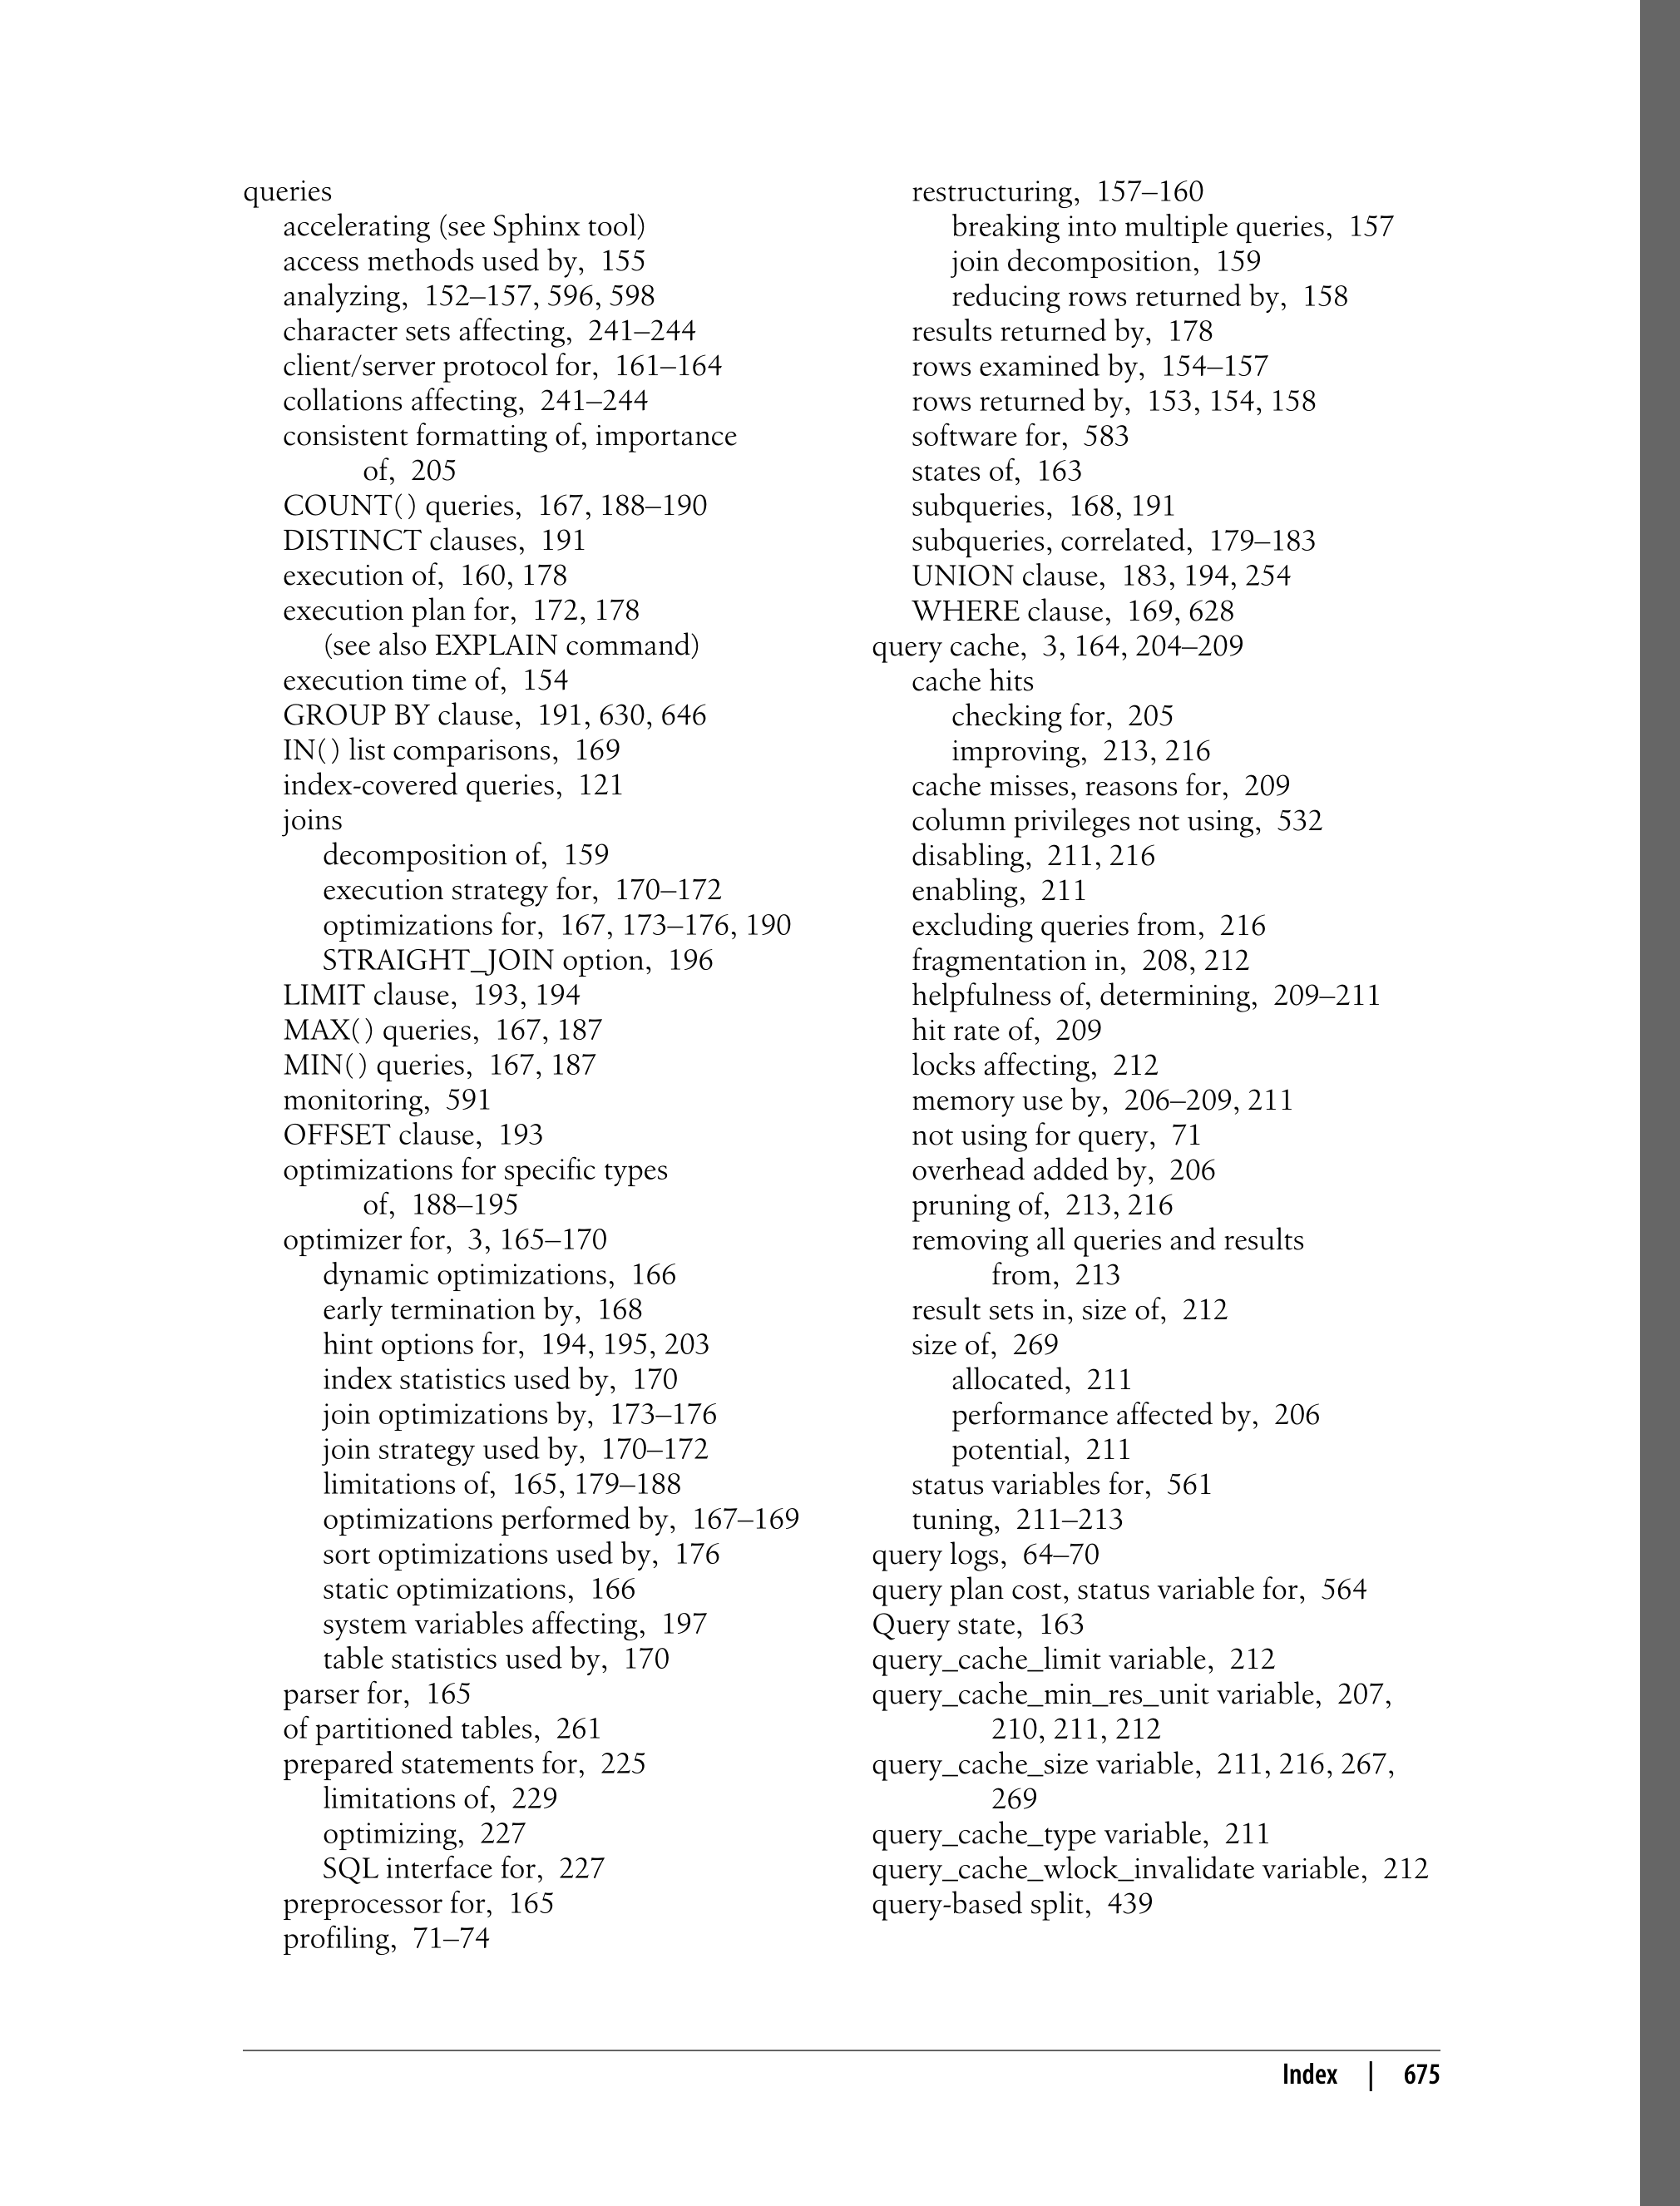 queries
accelerating (see Sphinx tool)
access methods used by, 155
analyzing, 152–157, 596, 598
character sets affecting, 241–244
client/server protocol for, 161–164
collations affecting, 241–244
consistent formatting of, importance
of, 205
COUNT() queries, 167, 188–190
DISTINCT clauses, 191
execution of, 160, 178
execution plan for, 172, 178
(see also EXPLAIN command)
execution time of, 154
GROUP BY clause, 191, 630, 646
IN() list comparisons, 169
index-covered queries, 121
joins
decomposition of, 159
execution strategy for, 170–172
optimizations for, 167, 173–176, 190
STRAIGHT_JOIN option, 196
LIMIT clause, 193, 194
MAX() queries, 167, 187
MIN() queries, 167, 187
monitoring, 591
OFFSET clause, 193
optimizations for specific types
of, 188–195
optimizer for, 3, 165–170
dynamic optimizations, 166
early termination by, 168
hint options for, 194, 195, 203
index statistics used by, 170
join optimizations by, 173–176
join strategy used by, 170–172
limitations of, 165, 179–188
optimizations performed by, 167–169
sort optimizations used by, 176
static optimizations, 166
system variables affecting, 197
table statistics used by, 170
parser for, 165
of partitioned tables, 261
prepared statements for, 225
limitations of, 229
optimizing, 227
SQL interface for, 227
preprocessor for, 165
profiling, 71–74
restructuring, 157–160
breaking into multiple queries, 157
join decomposition, 159
reducing rows returned by, 158
results returned by, 178
rows examined by, 154–157
rows returned by, 153, 154, 158
software for, 583
states of, 163
subqueries, 168, 191
subqueries, correlated, 179–183
UNION clause, 183, 194, 254
WHERE clause, 169, 628
query cache, 3, 164, 204–209
cache hits
checking for, 205
improving, 213, 216
cache misses, reasons for, 209
column privileges not using, 532
disabling, 211, 216
enabling, 211
excluding queries from, 216
fragmentation in, 208, 212
helpfulness of, determining, 209–211
hit rate of, 209
locks affecting, 212
memory use by, 206–209, 211
not using for query, 71
overhead added by, 206
pruning of, 213, 216
removing all queries and results
from, 213
result sets in, size of, 212
size of, 269
allocated, 211
performance affected by, 206
potential, 211
status variables for, 561
tuning, 211–213
query logs, 64–70
query plan cost, status variable for, 564
Query state, 163
query_cache_limit variable, 212
query_cache_min_res_unit variable, 207,
210, 211, 212
query_cache_size variable, 211, 216, 267,
269
query_cache_type variable, 211
query_cache_wlock_invalidate variable, 212
query-based split, 439
Index | 675